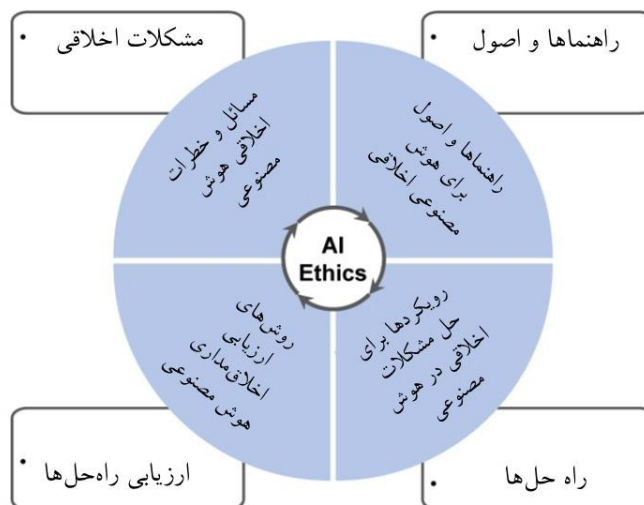 • مشکلات اخلاقی
• راهنماها و اصول
مسائل و خطرات
اخلاقی هوش
مصنوعی
راهنماها و اصول
برای هوش
مصنوعی اخلاقی
AI
Ethics
روش‌های
ارزیابی
اخلاق‌مداری
هوش مصنوعی
رویکردها برای
حل مشکلات
اخلاقی در هوش
مصنوعی
• ارزیابی راه‌حل‌ها
• راه حل‌ها